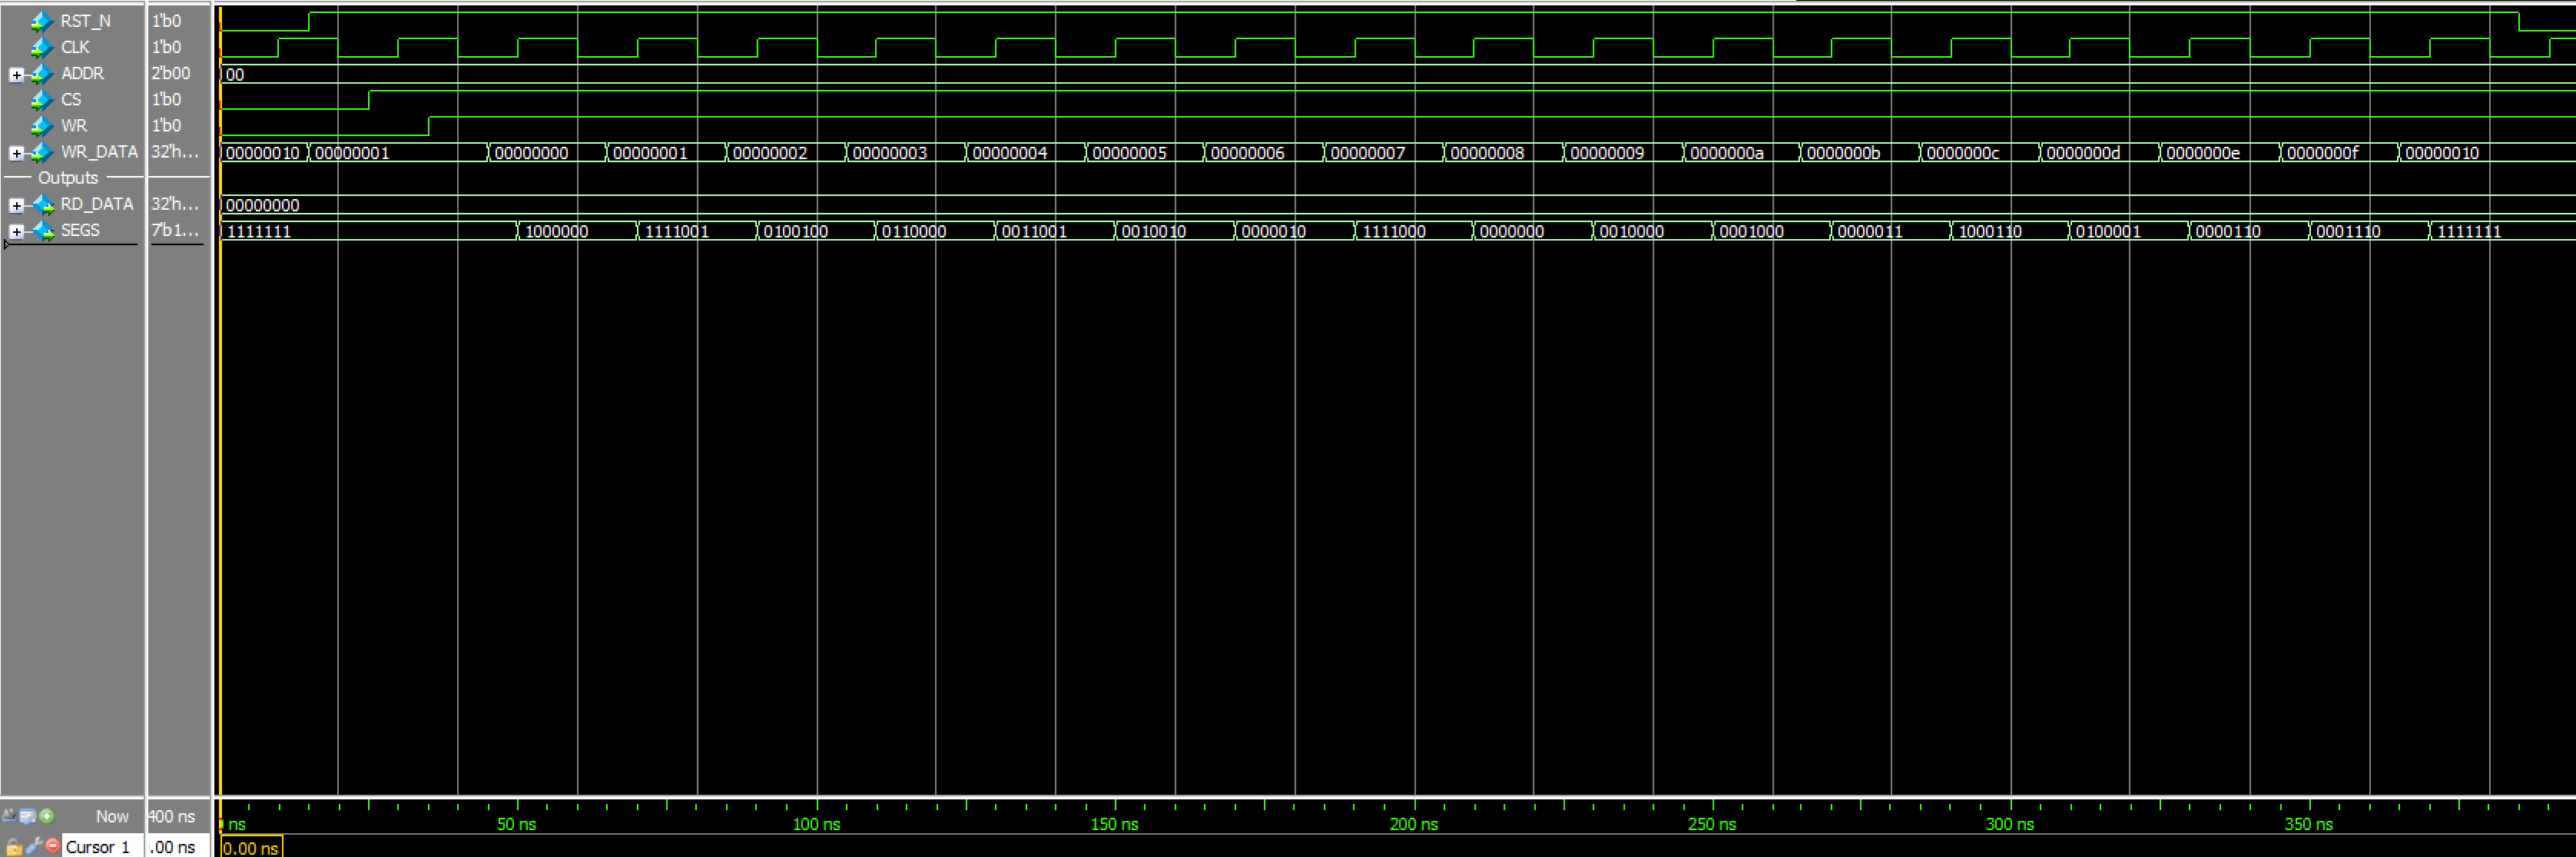 RST_N 1'b0
CLK 1'b0
ADDR 2'b00 00
CS 1'b0
WR 1'b0
WR_DATA 32'h... 00000010 00000001 00000000 00000001 00000002 00000003 00000004 00000005 00000006 00000007 00000008 00000009 0000000a 0000000b 0000000c 0000000d 0000000e 0000000f 00000010
Outputs
RD_DATA 32'h... 00000000
SEGS 7'b1... 1111111 1000000 1111001 0100100 0110000 0011001 0010010 0000010 1111000 0000000 0010000 0001000 0000011 1000110 0100001 0000110 0001110 1111111
Now 400 ns ns 50 ns 100 ns 150 ns 200 ns 250 ns 300 ns 350 ns
Cursor 1 .00 ns 0.00 ns